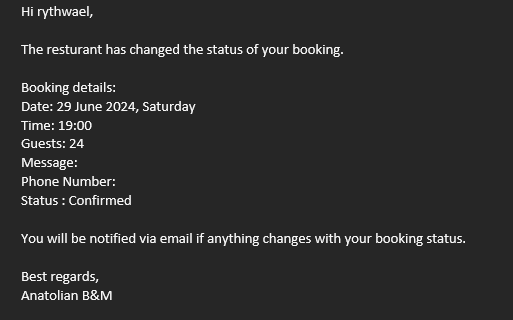 Hi rythwael,
The resturant has changed the status of your booking.
Booking details:
Date: 29 June 2024, Saturday
Time: 19:00
Guests: 24
Message:
Phone Number:
Status : Confirmed
You will be notified via email if anything changes with your booking status.
Best regards,
Anatolian B&M